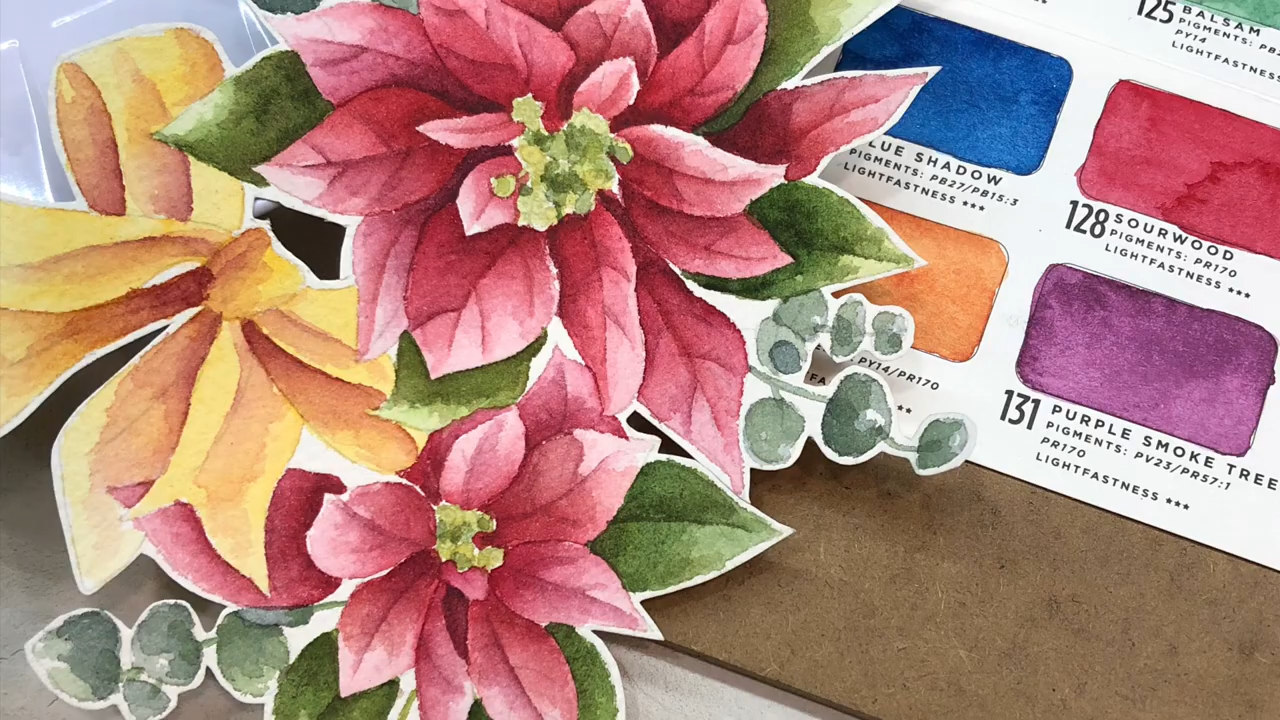 125 BALSAM
PIGMENTS:
PY14
LIGHTFASTNESS
LUE SHADOW
PIGMENTS: PB27/PB15:3
LIGHTFASTNESS ***
128 SOURWOOD
PIGMENTS: PR170
LIGHTFASTNESS ***
PY14/PR170
FA
**
131 PURPLE SMOKE TREE
PIGMENTS: PV23/PR57:1
PR170
LIGHTFASTNESS ***